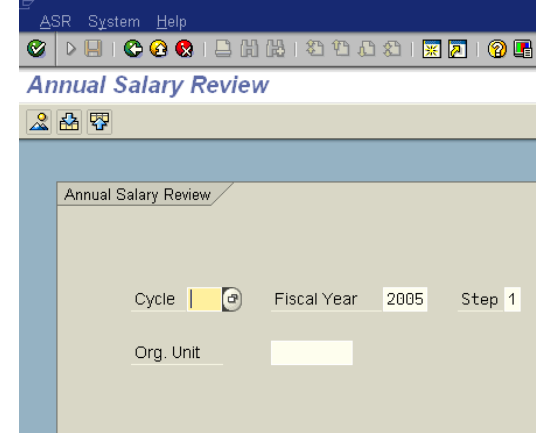 ASR System Help
Annual Salary Review
Annual Salary Review
Cycle Fiscal Year 2005 Step 1
Org. Unit